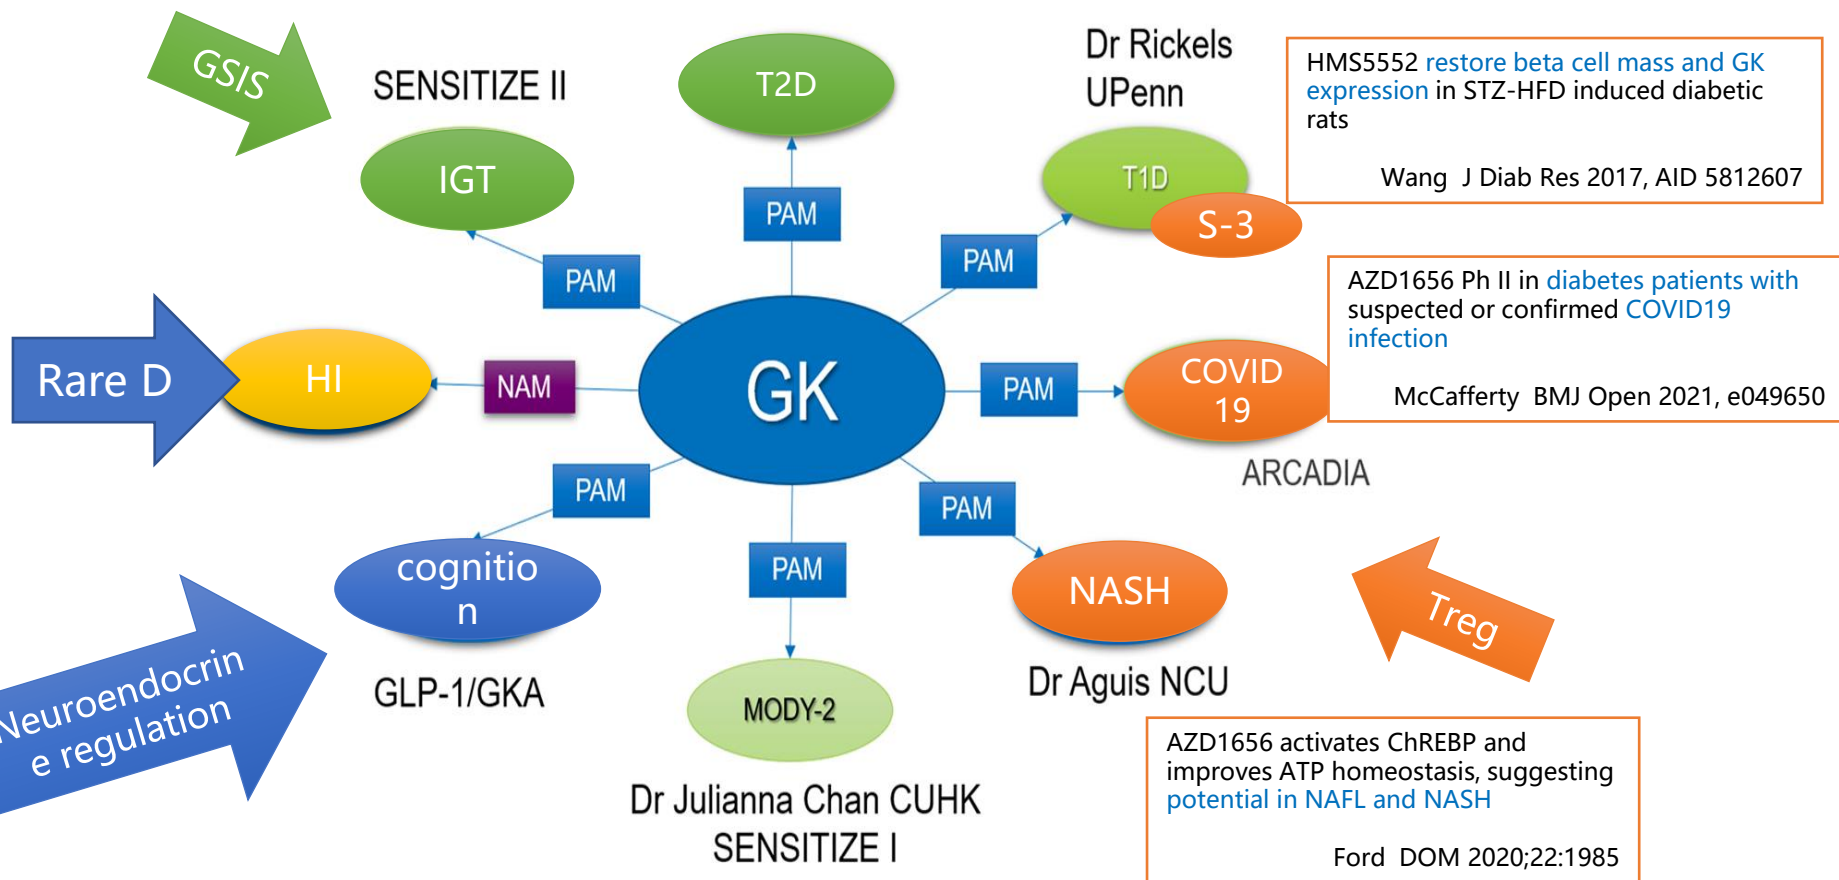 GSIS
SENSITIZE II
T2D
Dr Rickels
UPenn
HMS5552 restore beta cell mass and GK
expression in STZ-HFD induced diabetic
rats
Wang J Diab Res 2017, AID 5812607
IGT
T1D
S-3
PAM
PAM
PAM
AZD1656 Ph II in diabetes patients with
suspected or confirmed COVID19
infection
McCafferty BMJ Open 2021, e049650
Rare D
HI
NAM
GK
PAM
COVID
19
ARCADIA
PAM
PAM
PAM
cognitio
n
NASH
Treg
Neuroendocrin
e regulation
GLP-1/GKA
MODY-2
Dr Aguis NCU
Dr Julianna Chan CUHK
SENSITIZE I
AZD1656 activates ChREBP and
improves ATP homeostasis, suggesting
potential in NAFL and NASH
Ford DOM 2020;22:1985